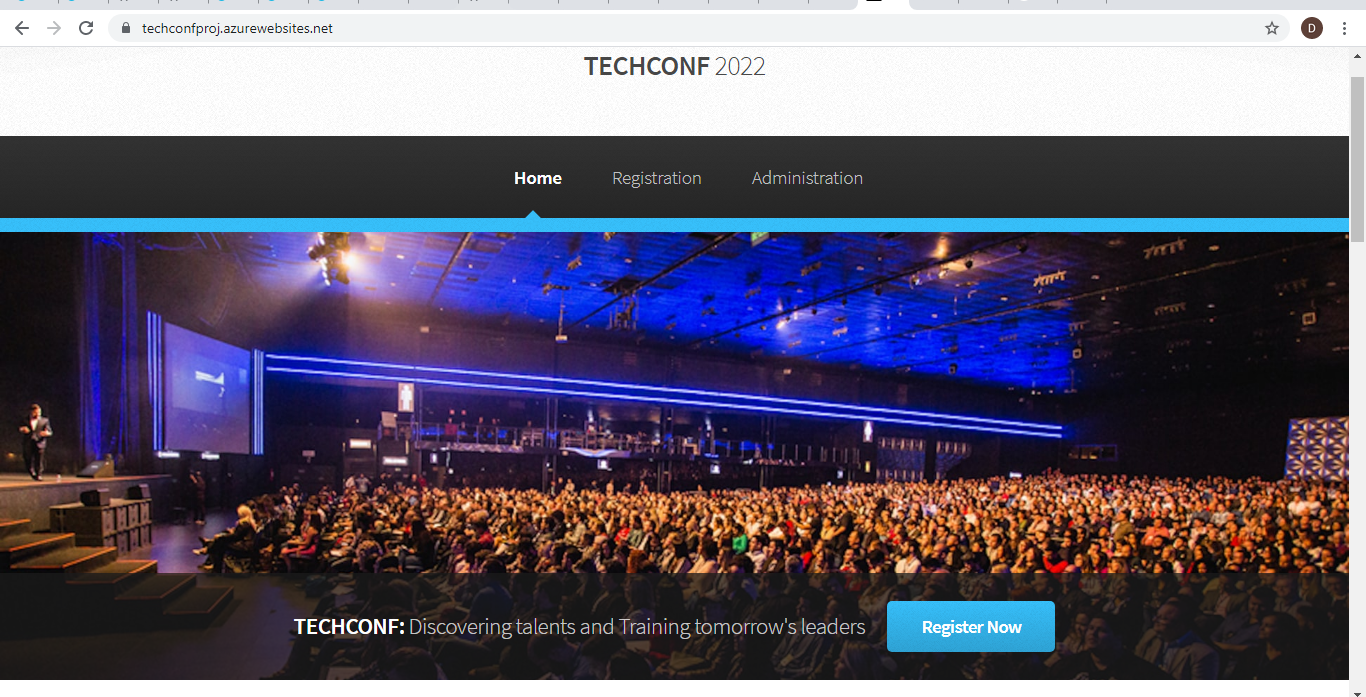 techconfproj.azurewebsites.net
D
TECHCONF 2022
Home Registration Administration
TECHCONF: Discovering talents and Training tomorrow's leaders Register Now